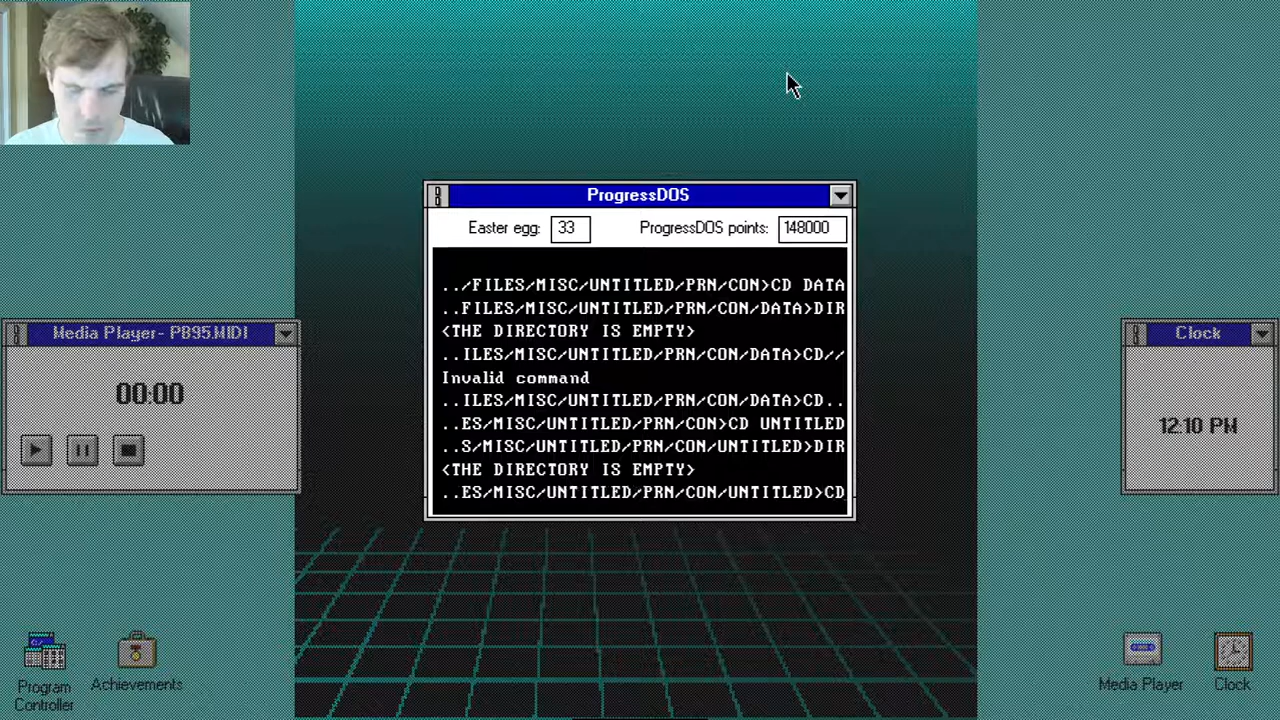 ProgressDOS
Easter egg: 33 ProgressDOS points: 148000
../FILES/MISC/UNTITLED/PRN/CON>CD DATA
..FILES/MISC/UNTITLED/PRN/CON/DATA>DIR
<THE DIRECTORY IS EMPTY>
..ILES/MISC/UNTITLED/PRN/CON/DATA>CD//
Invalid command
..ILES/MISC/UNTITLED/PRN/CON/DATA>CD..
..ES/MISC/UNTITLED/PRN/CON>CD UNTITLED
..S/MISC/UNTITLED/PRN/CON/UNTITLED>DIR
<THE DIRECTORY IS EMPTY>
..ES/MISC/UNTITLED/PRN/CON/UNTITLED>CD_
Media Player- PB95.MIDI
00:00
Clock
12:10 PM
Program
Controller
Achievements
Media Player
Clock